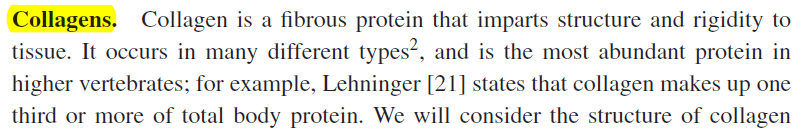 Collagens. Collagen is a fibrous protein that imparts structure and rigidity to
tissue. It occurs in many different types², and is the most abundant protein in
higher vertebrates; for example, Lehninger [21] states that collagen makes up one
third or more of total body protein. We will consider the structure of collagen